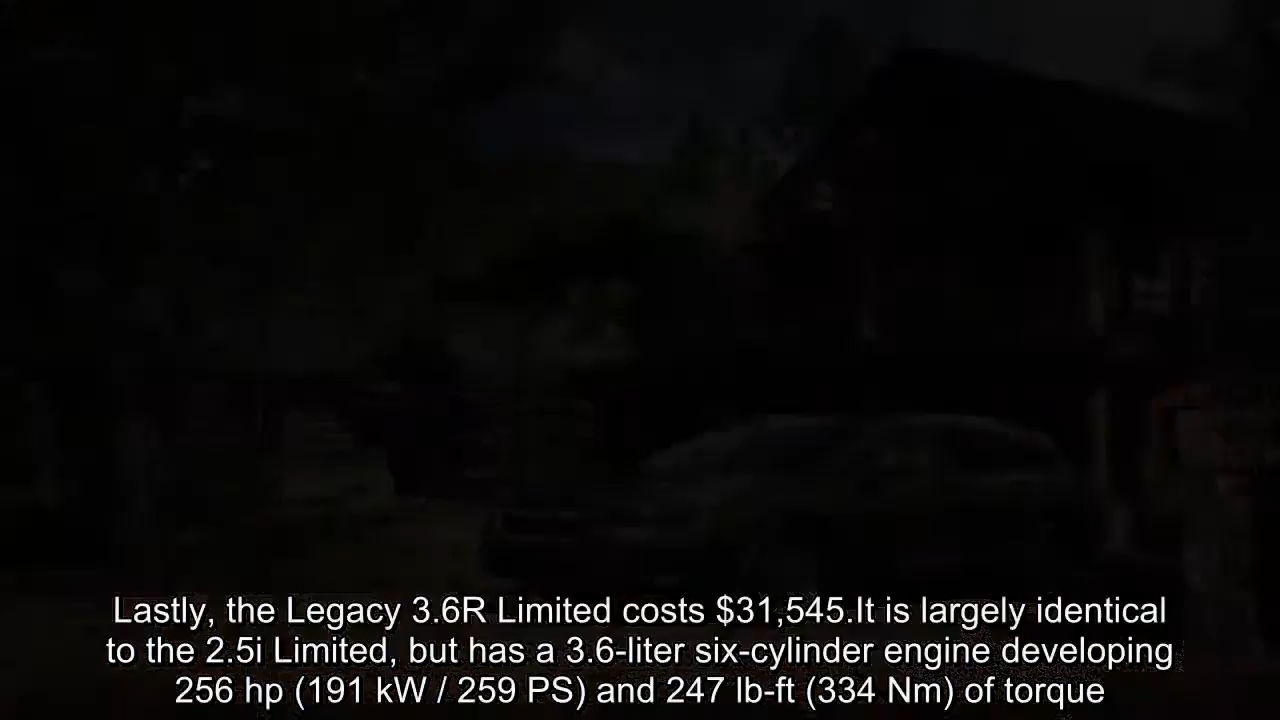 Lastly, the Legacy 3.6R Limited costs $31,545.It is largely identical
to the 2.5i Limited, but has a 3.6-liter six-cylinder engine developing
256 hp (191 kW / 259 PS) and 247 lb-ft (334 Nm) of torque